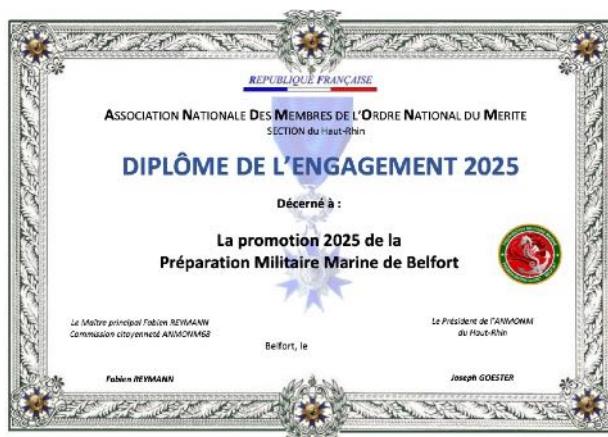 REPUBLIQUE FRANÇAISE
ASSOCIATION NATIONALE DES MEMBRES DE L'ORDRE NATIONAL DU MERITE
SECTION du Haut-Rhin
DIPLÔME DE L'ENGAGEMENT 2025
Décerné à :
La promotion 2025 de la
Préparation Militaire Marine de Belfort
Le Maître principal Fabien REYMANN
Commission citoyenneté ANMONM68
Le Président de l'ANMONM
du Haut-Rhin
Belfort, le
Fabien REYMANN
Joseph GOESTER